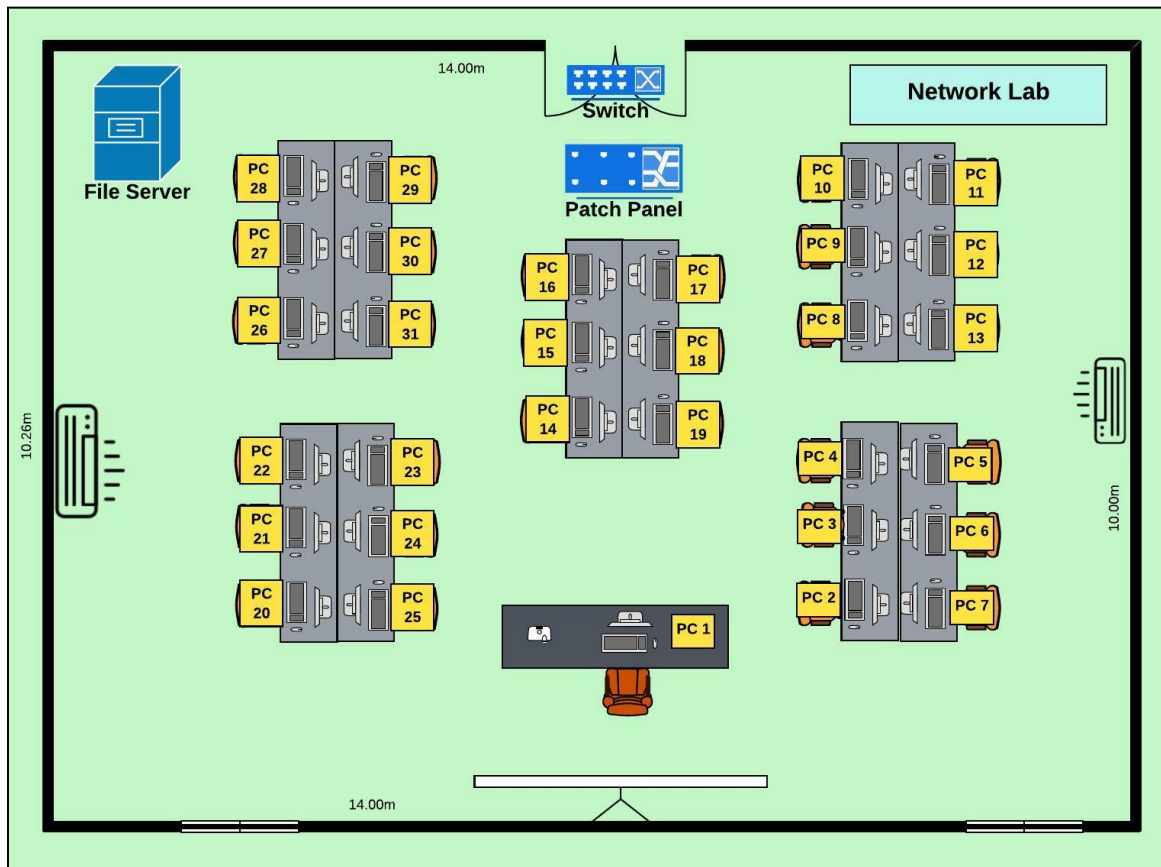 14.00m
Network Lab
Switch
File Server
Patch Panel
PC
28
PC
29
PC
27
PC
30
PC
26
PC
31
PC
16
PC
17
PC
15
PC
18
PC
14
PC
19
PC
10
PC
11
PC 9
PC
12
PC 8
PC
13
10.26m
10.00m
PC
22
PC
23
PC
21
PC
24
PC
20
PC
25
PC 4
PC 5
PC 3
PC 6
PC 2
PC 7
PC 1
14.00m